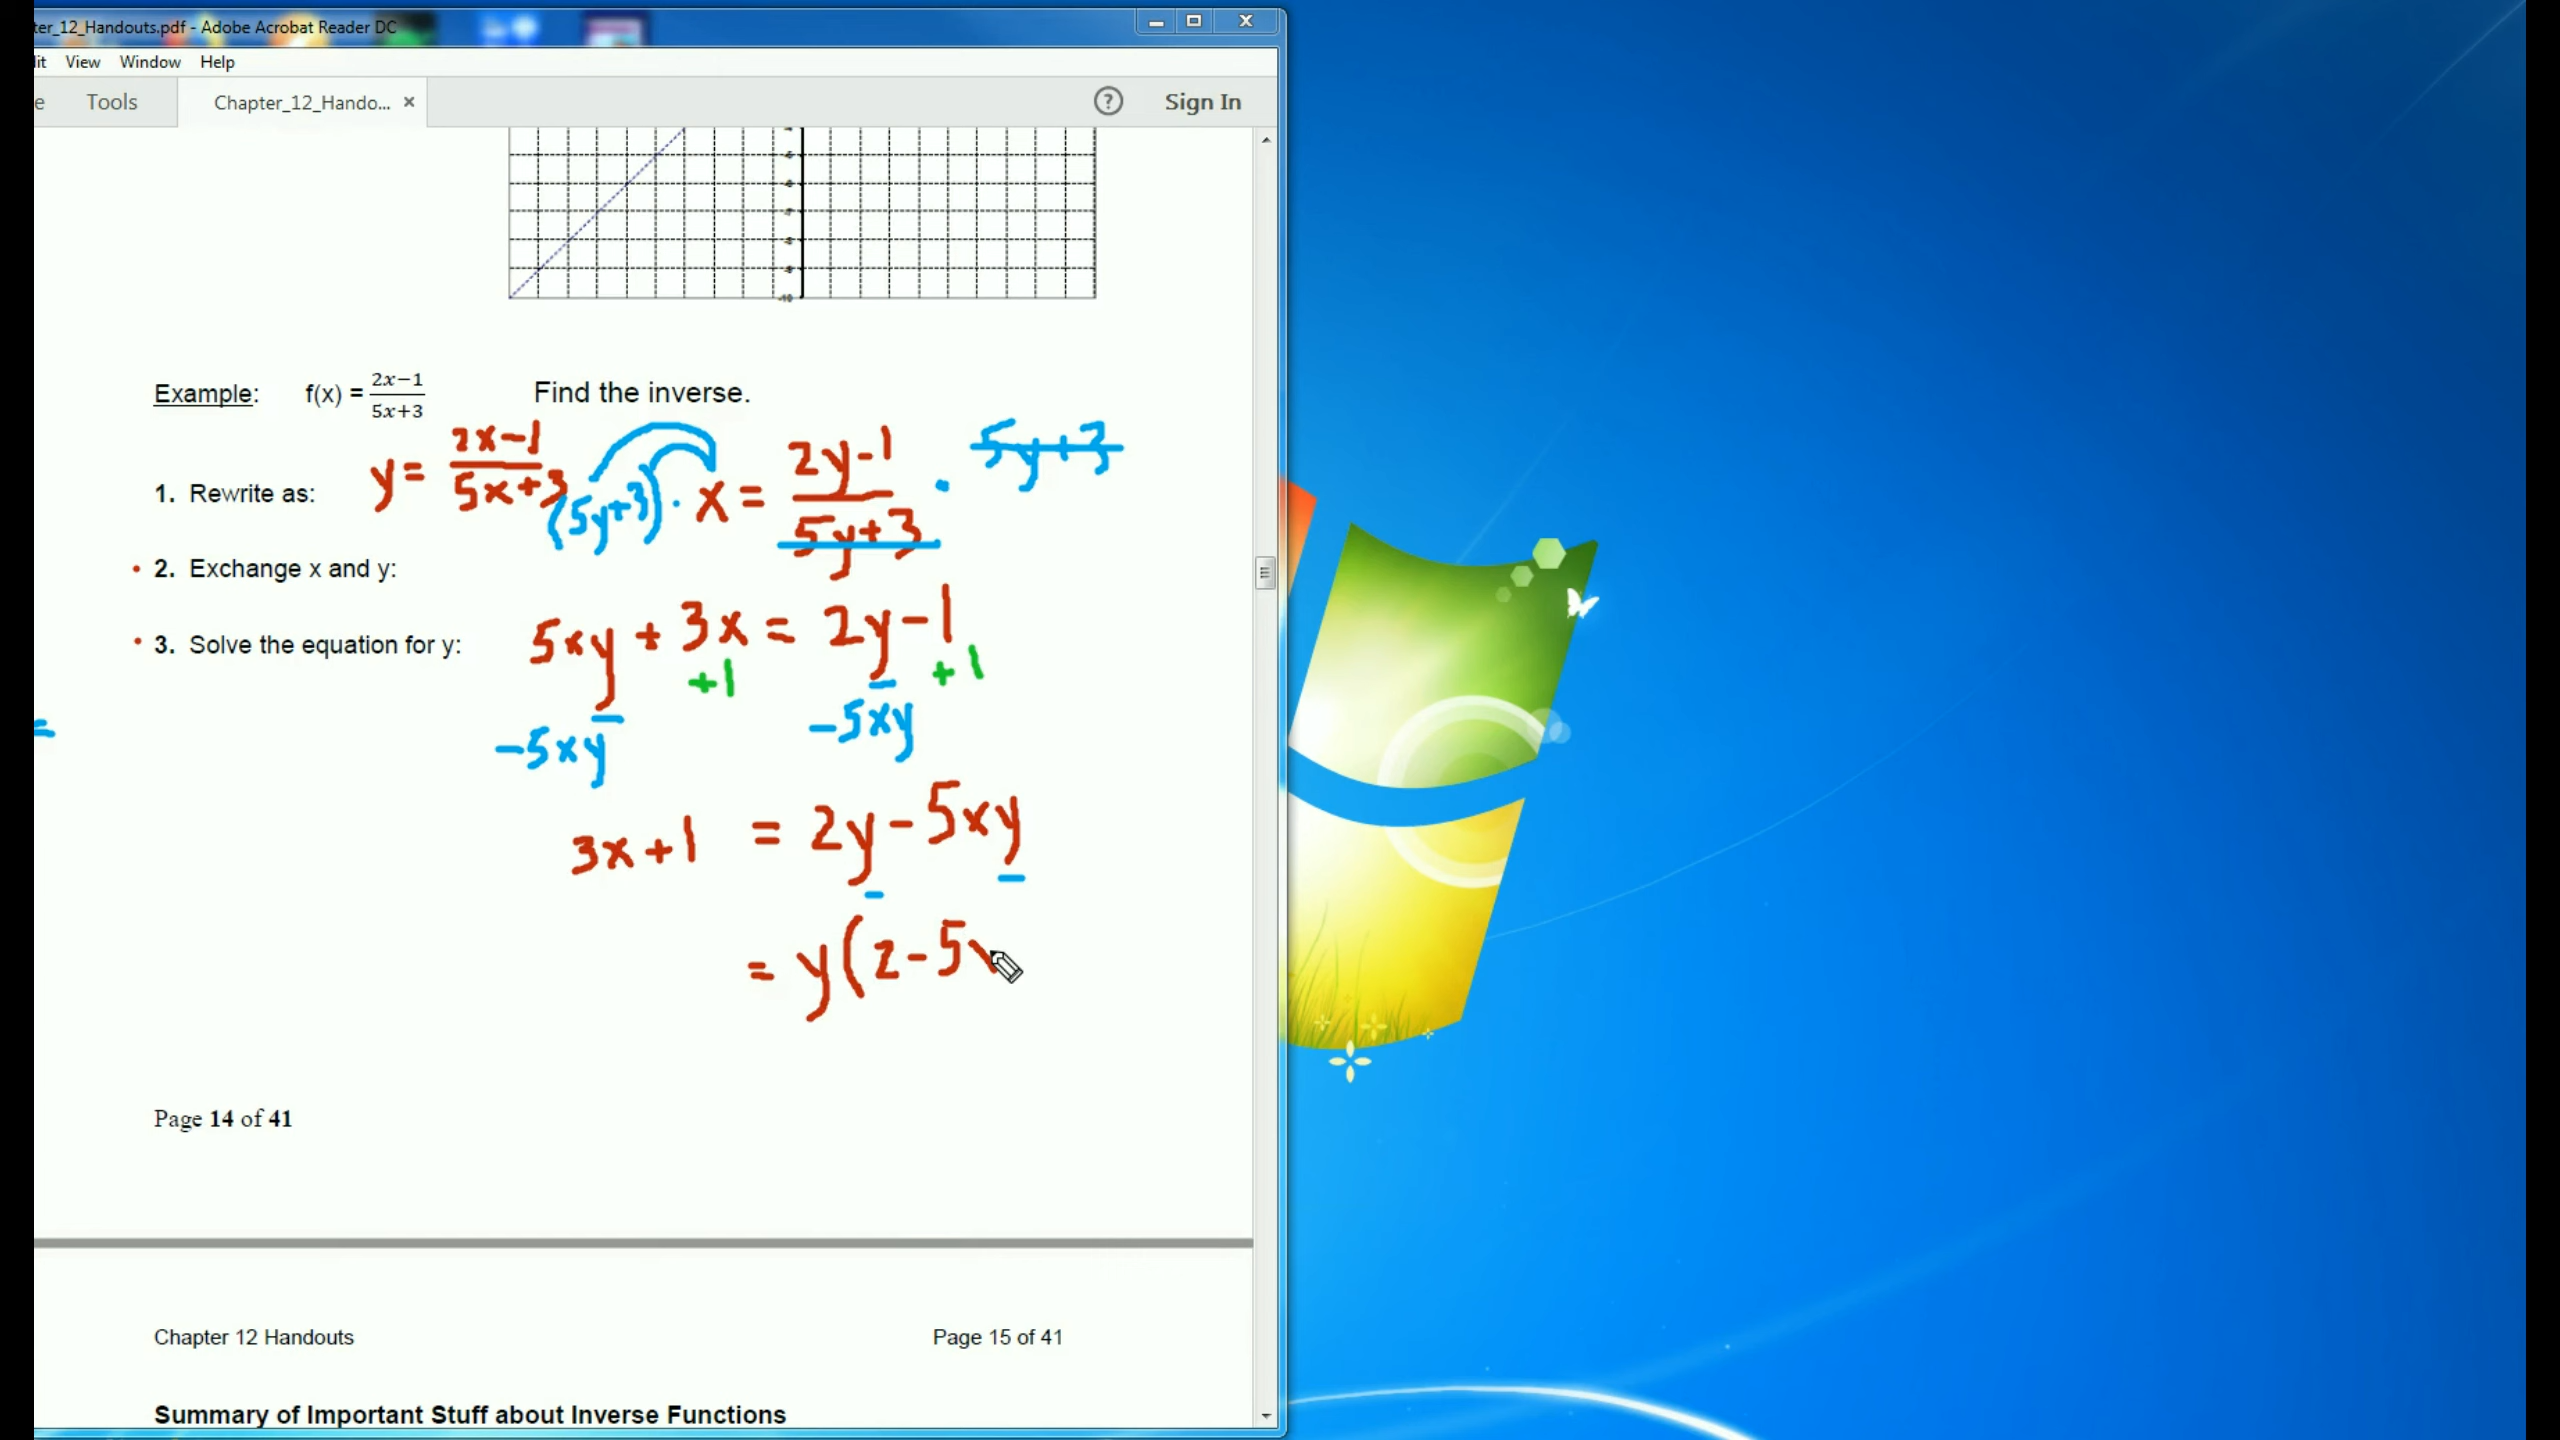 ter_12_Handouts.pdf - Adobe Acrobat Reader DC
it View Window Help
e Tools Chapter_12_Hando... × ? Sign In
-10
Example: f(x) = 2x−1 / 5x+3 Find the inverse.
1. Rewrite as: y = 2x-1 / 5x+3 (5y+3) · x = 2y-1 / 5y+3 · 5y+3
2. Exchange x and y:
3. Solve the equation for y: 5xy + 3x = 2y-1
+1 +1
=
-5xy -5xy
3x+1 = 2y-5xy
= y(2-5x
Page 14 of 41
Chapter 12 Handouts Page 15 of 41
Summary of Important Stuff about Inverse Functions